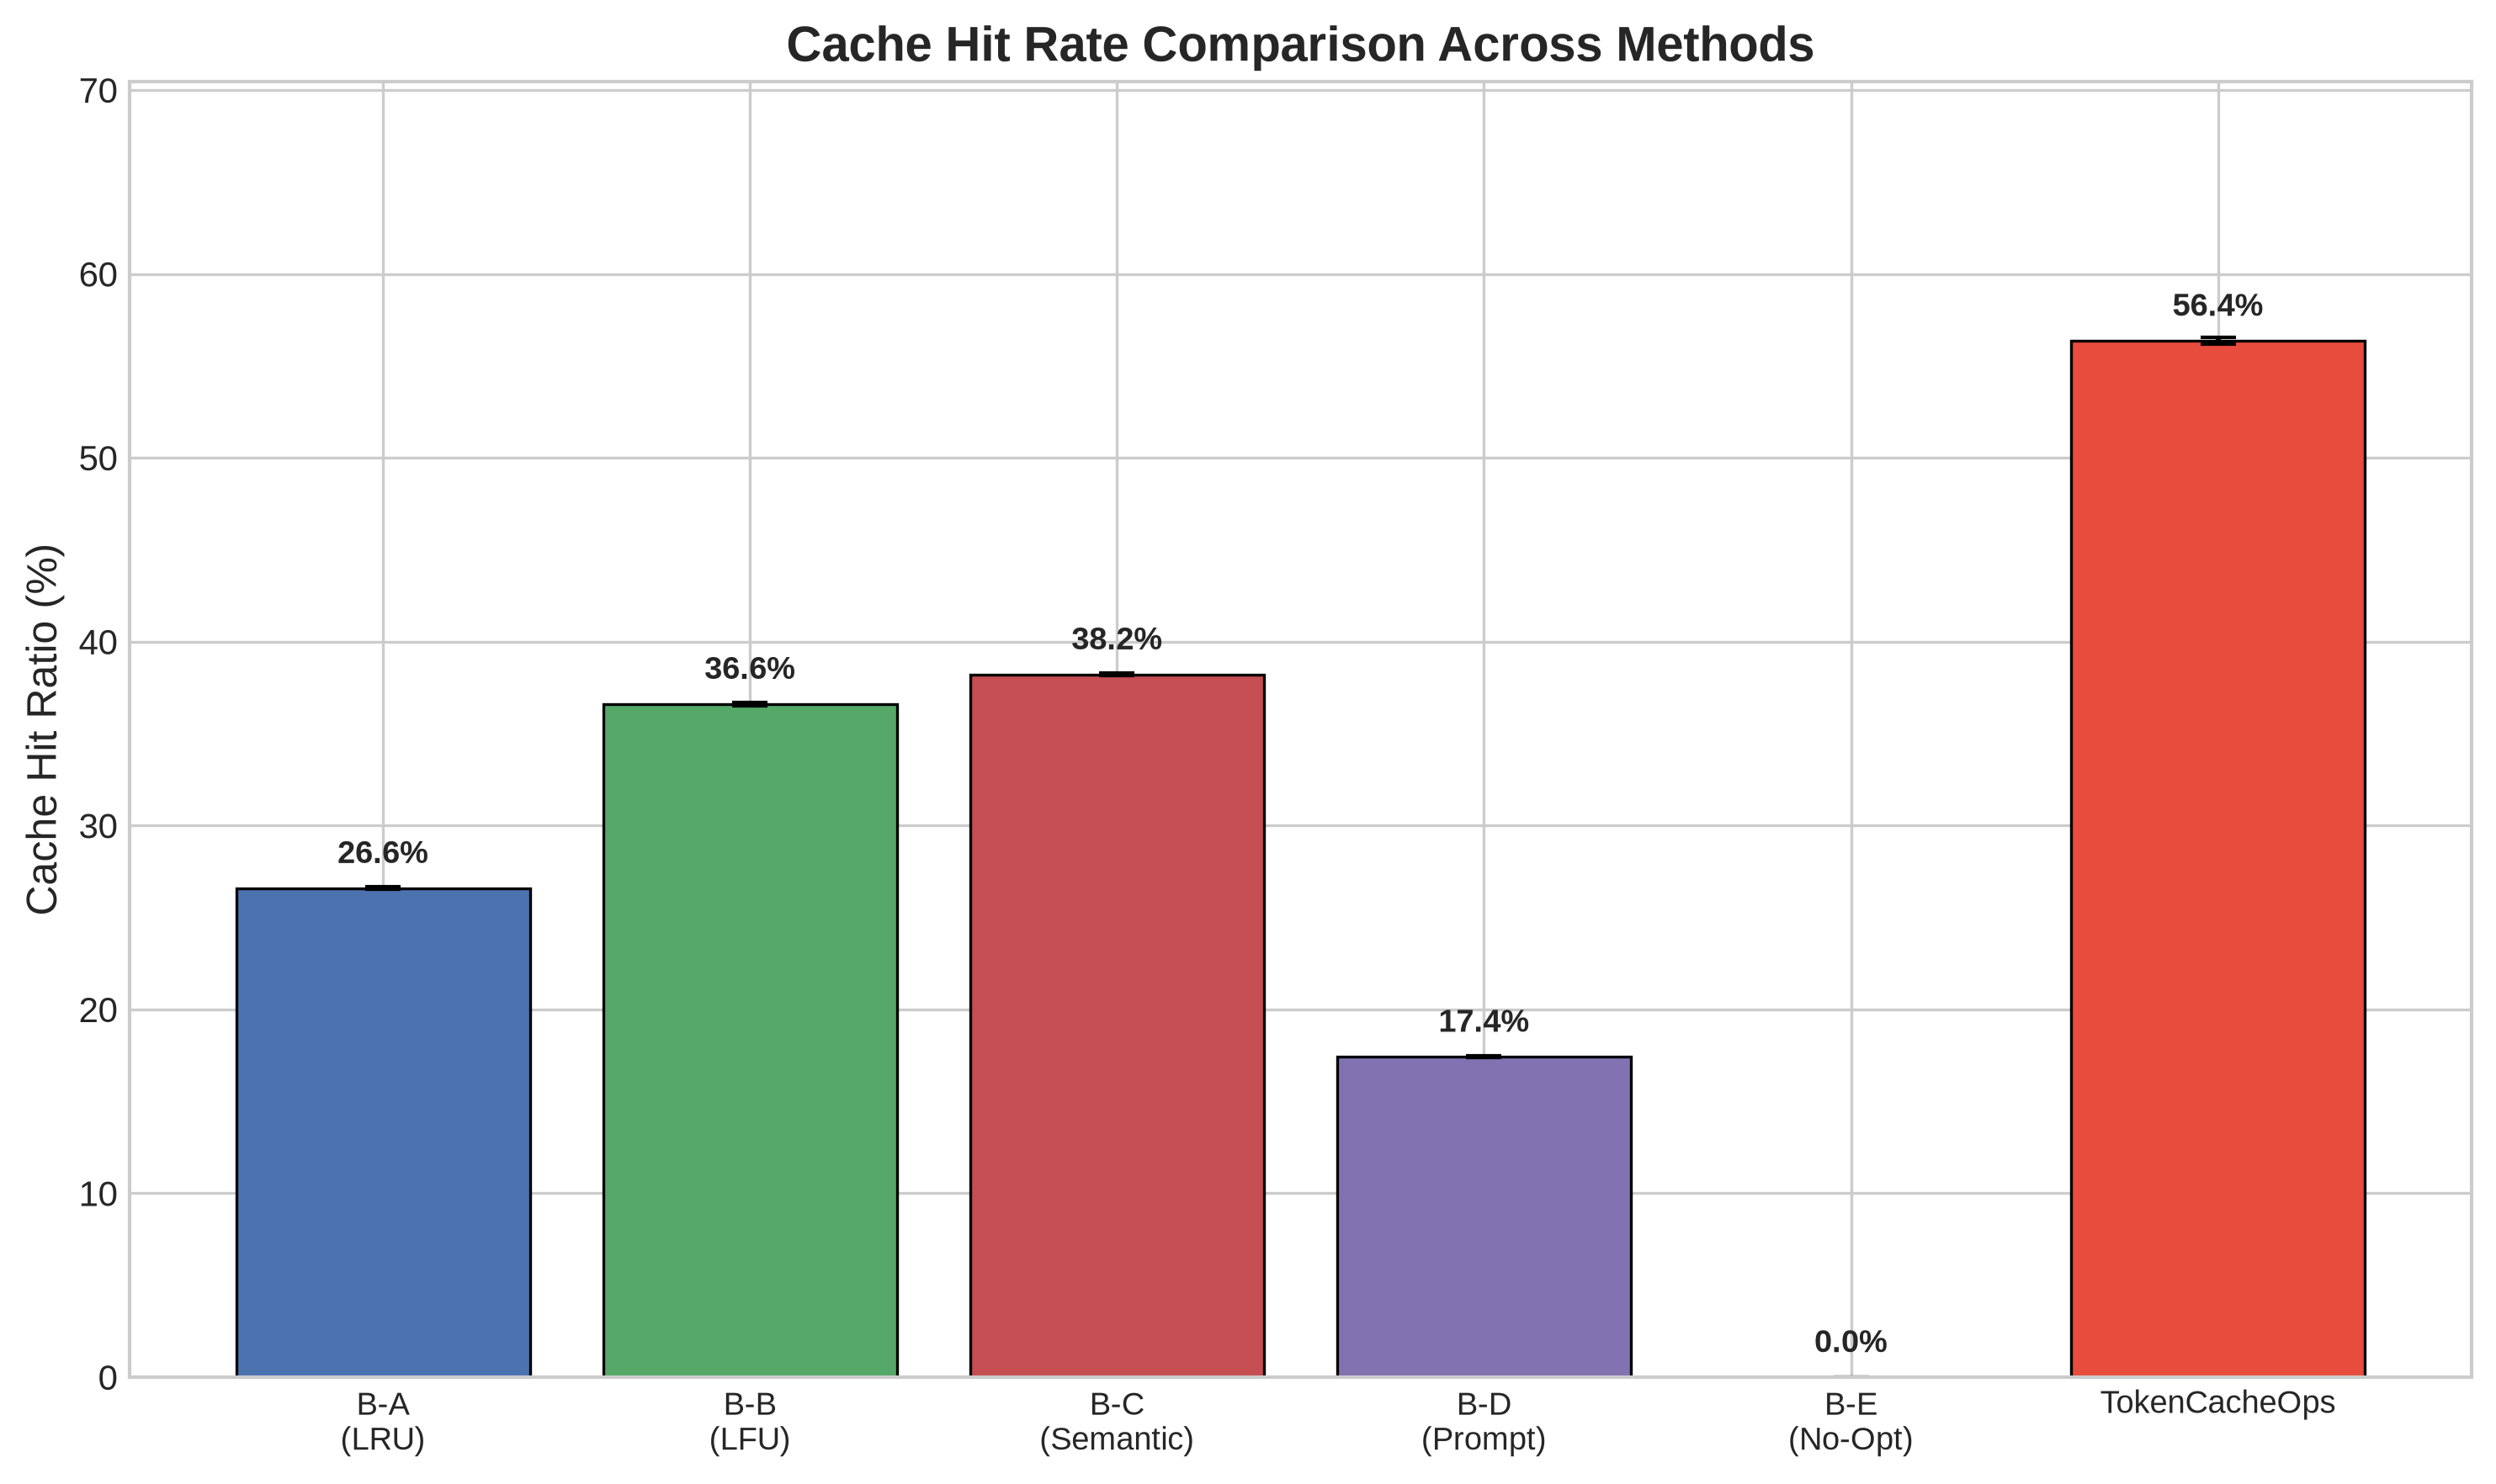 Cache Hit Rate Comparison Across Methods
Cache Hit Ratio (%)
70
60
50
40
30
20
10
0
26.6%
36.6%
38.2%
17.4%
0.0%
56.4%
B-A
(LRU)
B-B
(LFU)
B-C
(Semantic)
B-D
(Prompt)
B-E
(No-Opt)
TokenCacheOps